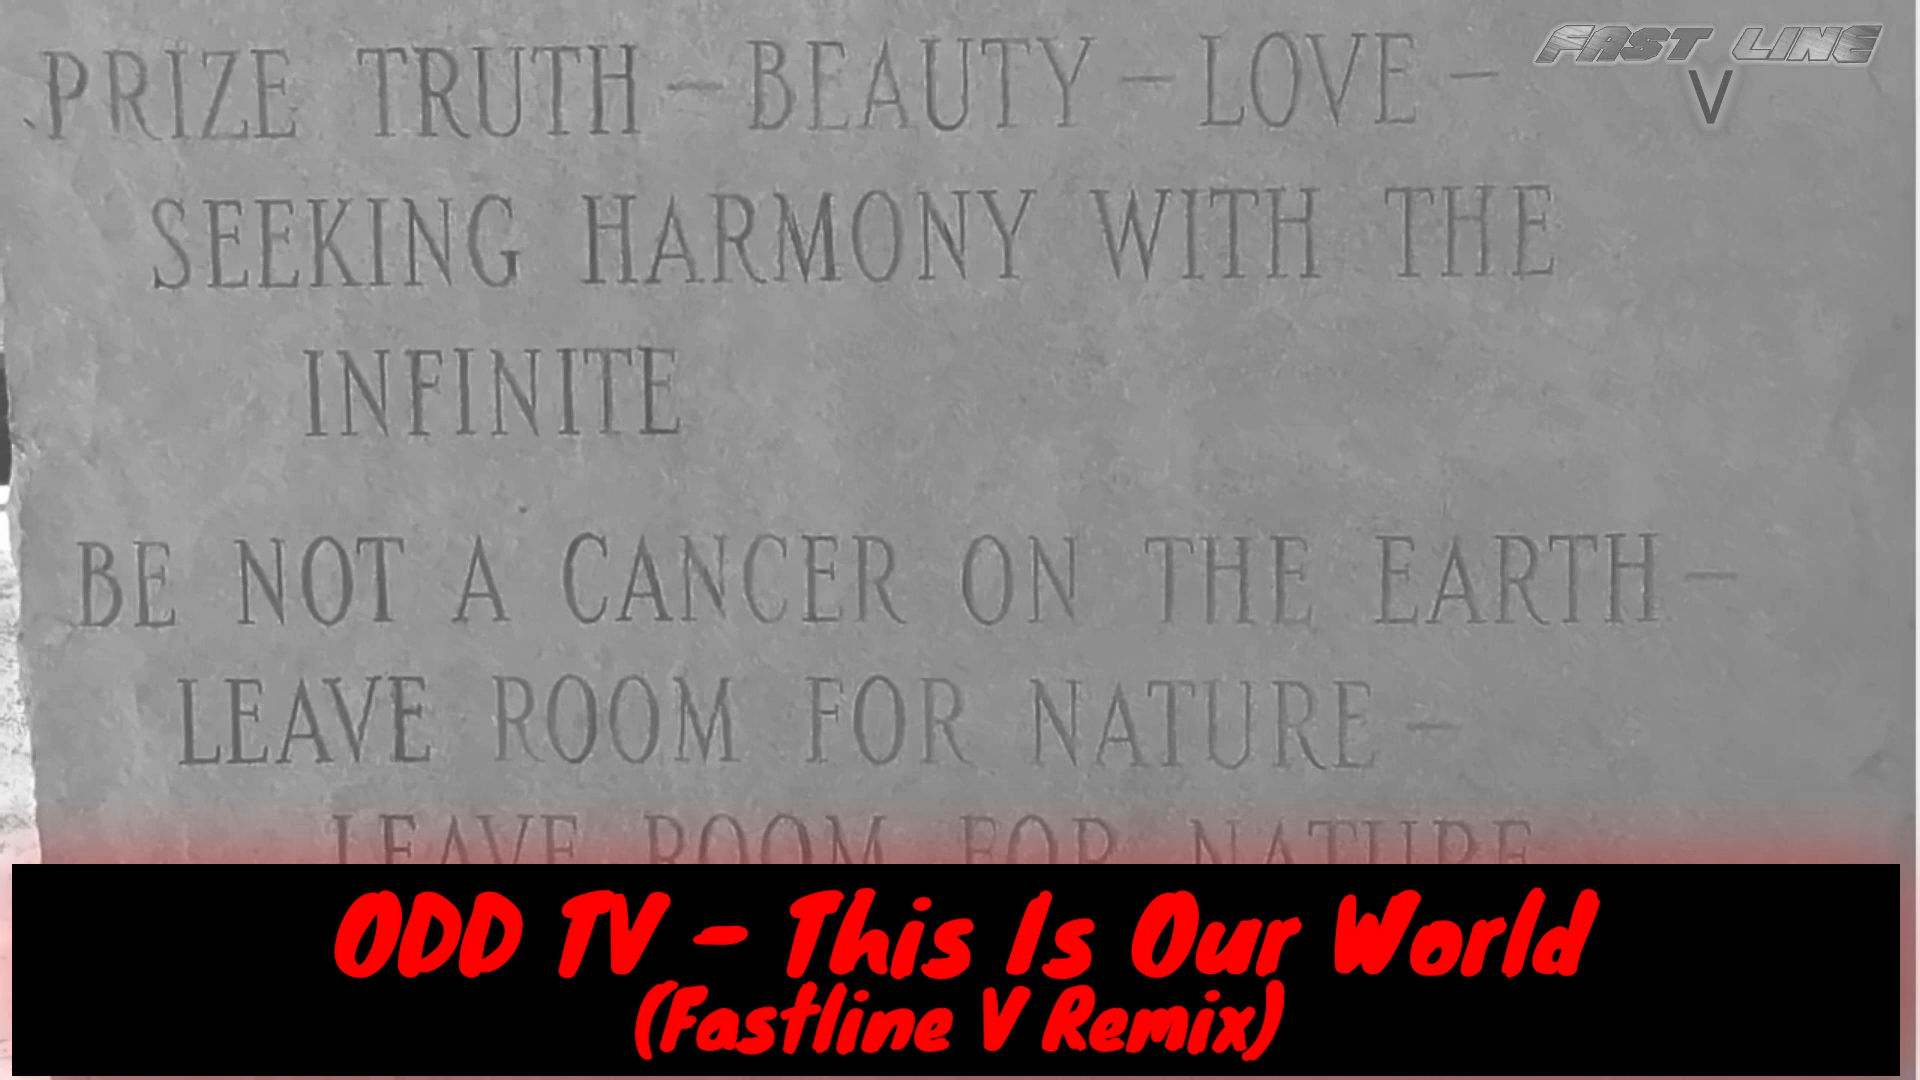 FAST LINE
V
PRIZE TRUTH – BEAUTY – LOVE –
SEEKING HARMONY WITH THE
INFINITE
BE NOT A CANCER ON THE EARTH –
LEAVE ROOM FOR NATURE –
LEAVE ROOM FOR NATURE
ODD TV - This Is Our World
(Fastline V Remix)